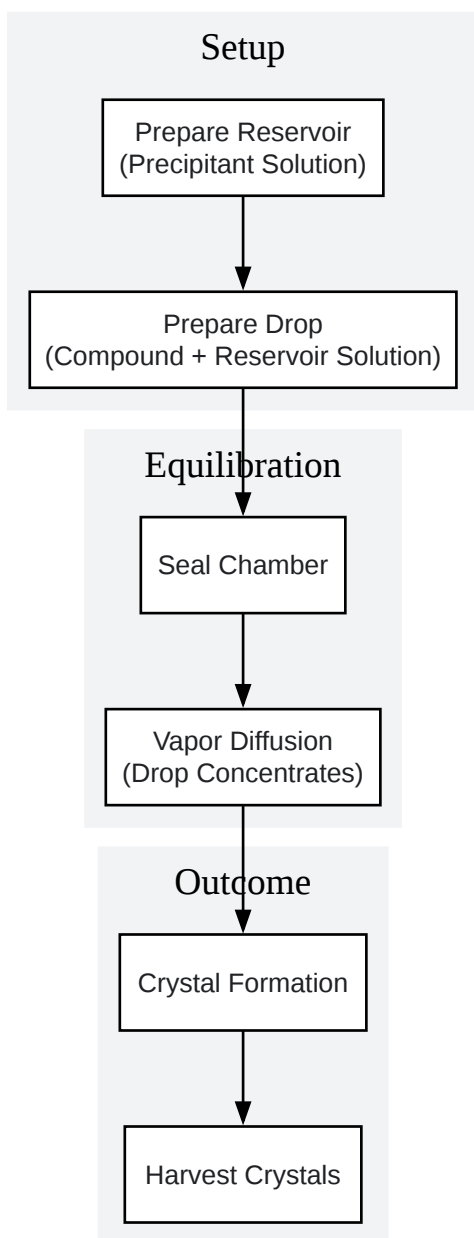 Setup
Prepare Reservoir
(Precipitant Solution)
Prepare Drop
(Compound + Reservoir Solution)
Equilibration
Seal Chamber
Vapor Diffusion
(Drop Concentrates)
Outcome
Crystal Formation
Harvest Crystals